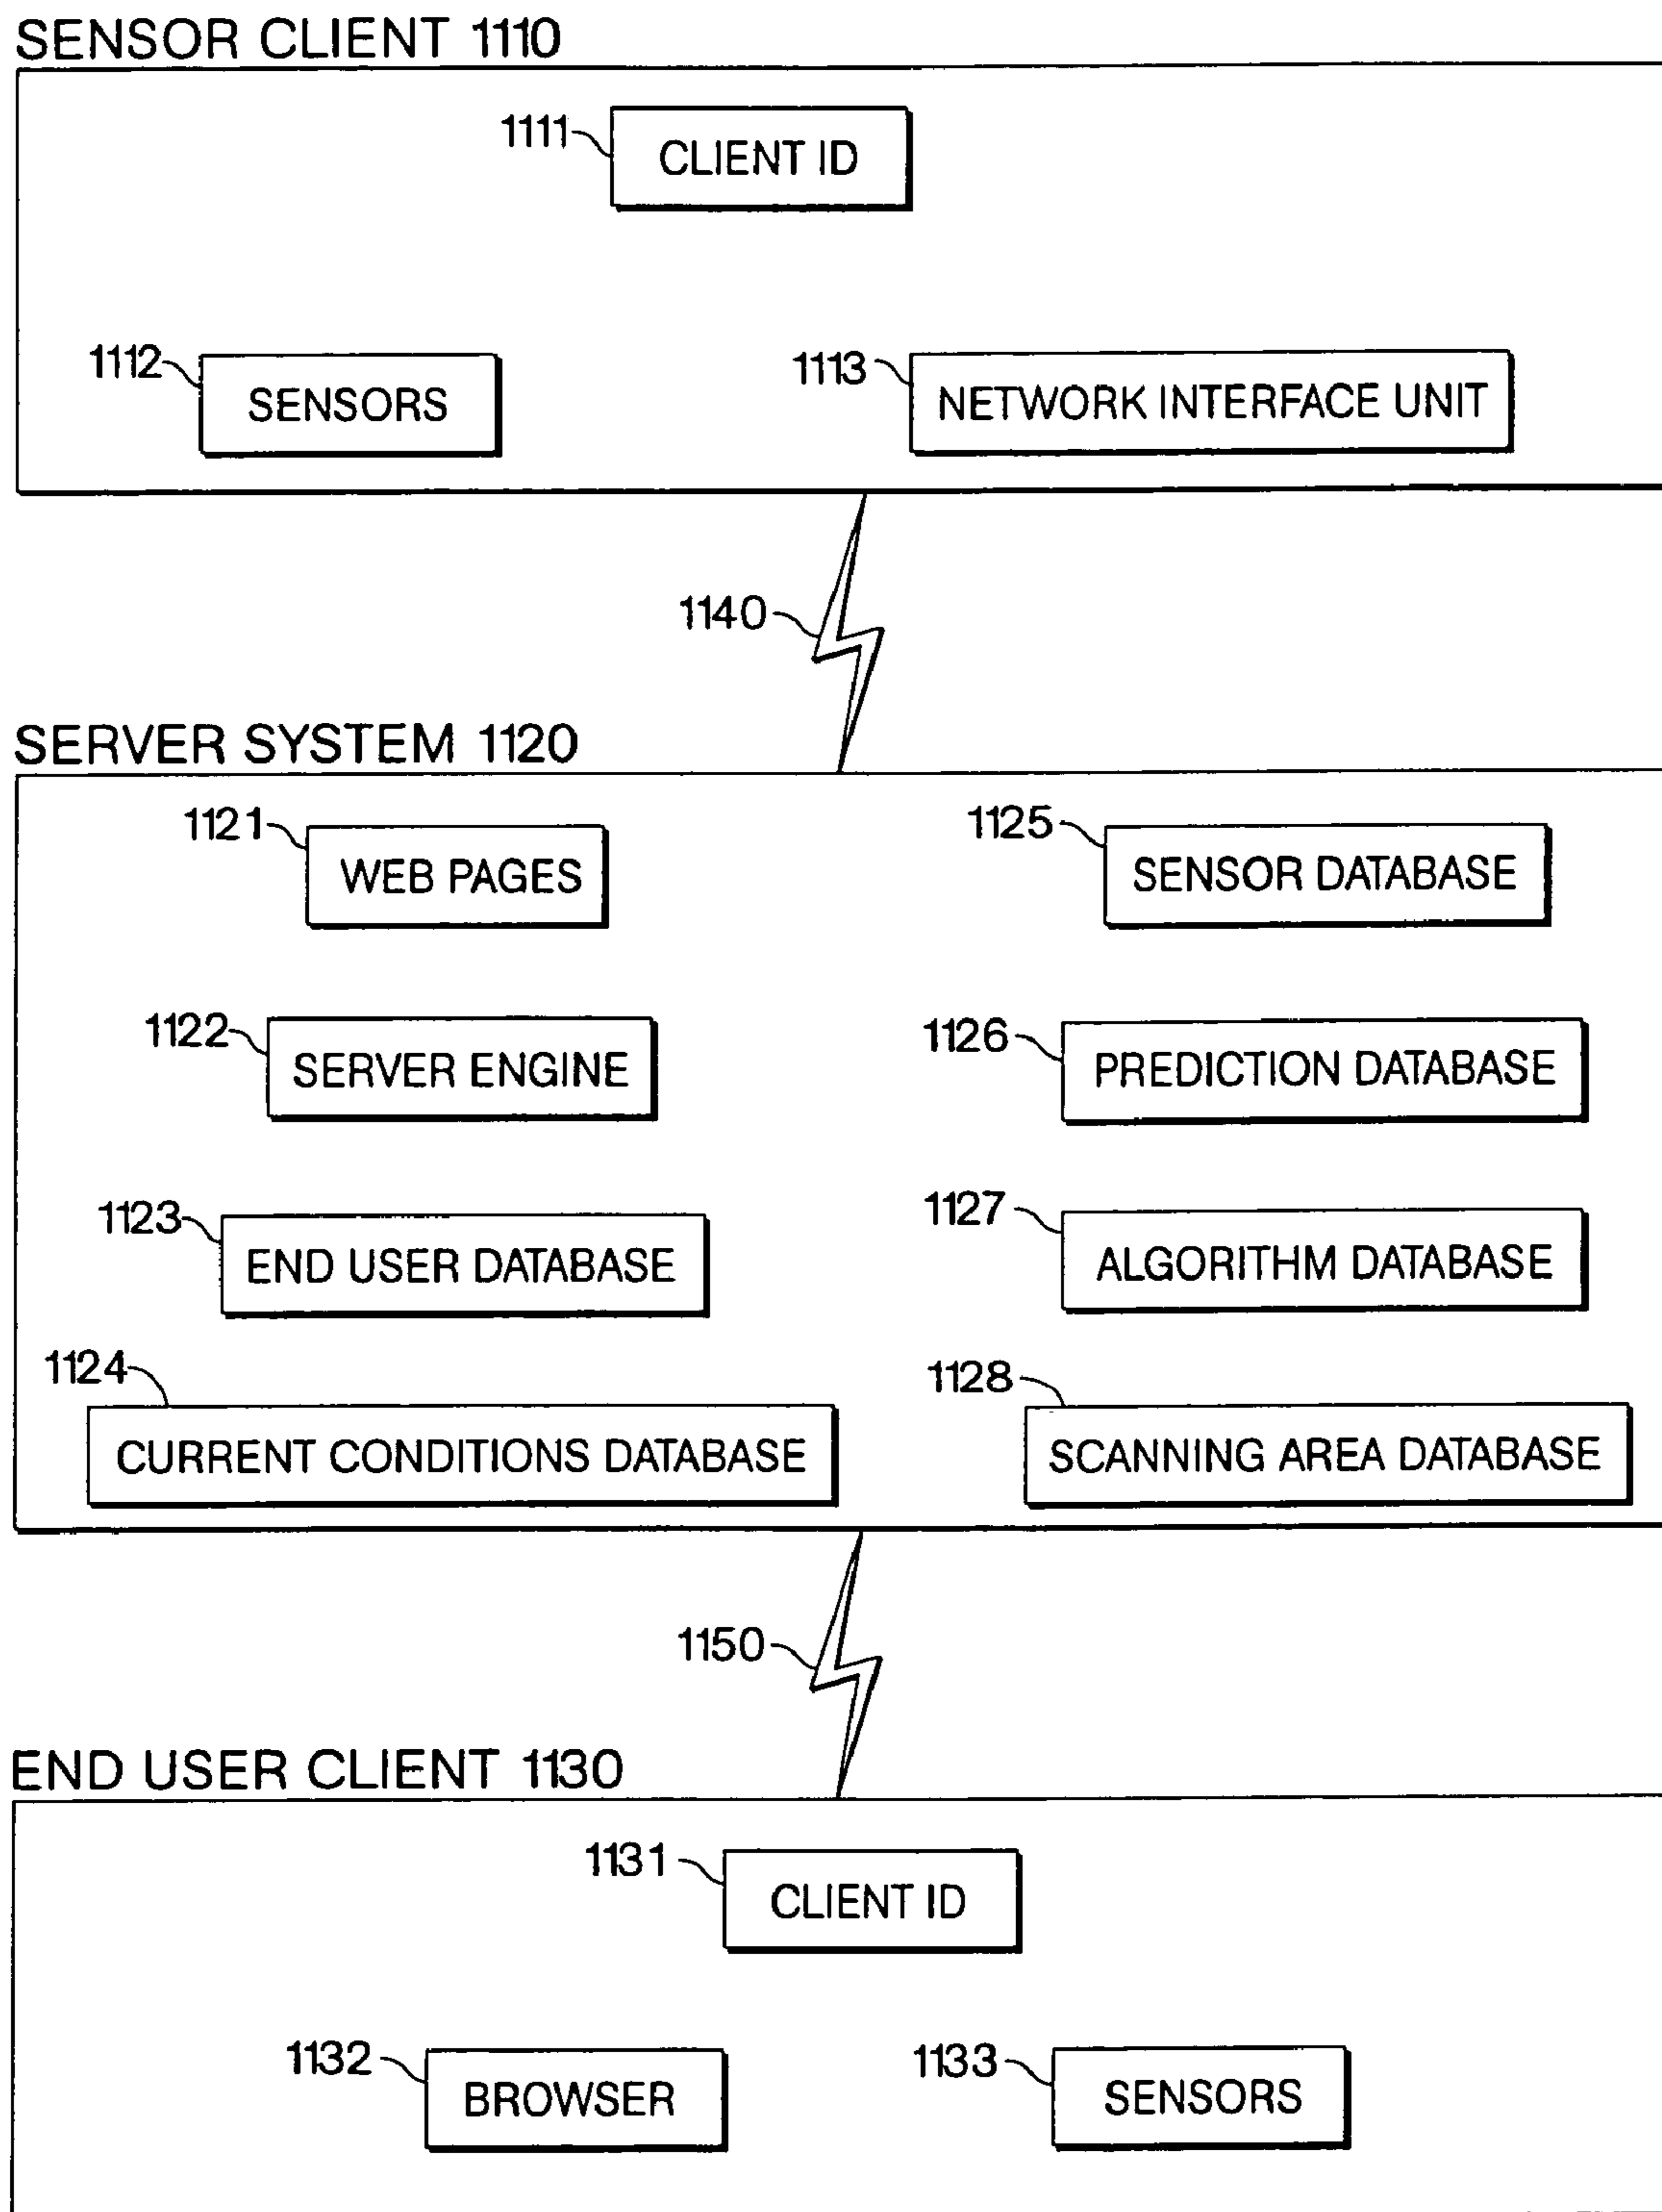 SENSOR CLIENT 1110
1111
CLIENT ID
1112
SENSORS
1113
NETWORK INTERFACE UNIT
1140
SERVER SYSTEM 1120
1121
WEB PAGES
1125
SENSOR DATABASE
1122
SERVER ENGINE
1126
PREDICTION DATABASE
1123
END USER DATABASE
1127
ALGORITHM DATABASE
1124
CURRENT CONDITIONS DATABASE
1128
SCANNING AREA DATABASE
1150
END USER CLIENT 1130
1131
CLIENT ID
1132
BROWSER
1133
SENSORS